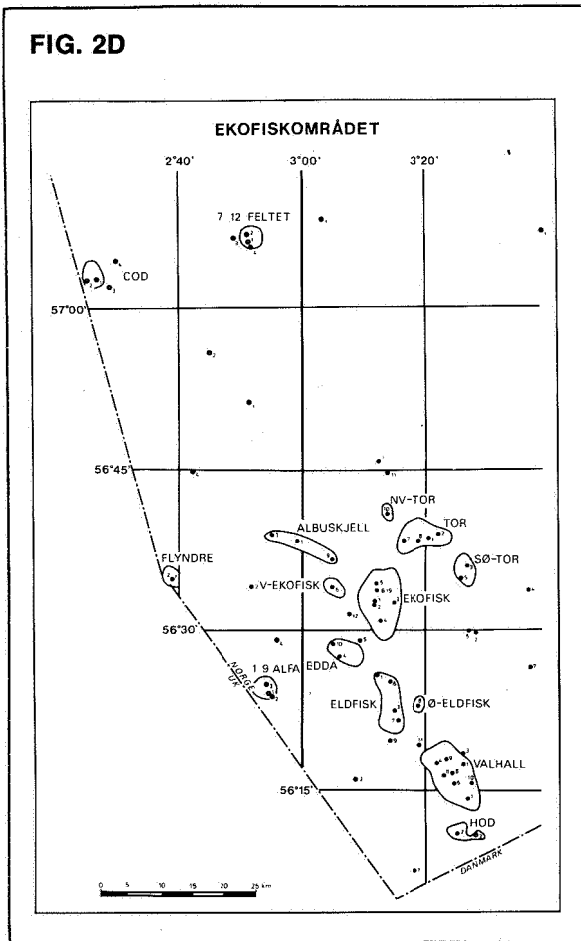 FIG. 2D
EKOFISKOMRÅDET
2°40'
3°00'
3°20'
7 12 FELTET
COD
57°00'
56°45'
NV-TOR
ALBUSKJELL
TOR
SØ-TOR
FLYNDRE
V-EKOFISK
EKOFISK
56°30'
1 9 ALFA
EDDA
NORGE
UK
ELDFISK
Ø-ELDFISK
VALHALL
56°15'
HOD
DANMARK
0 5 10 15 20 25 km